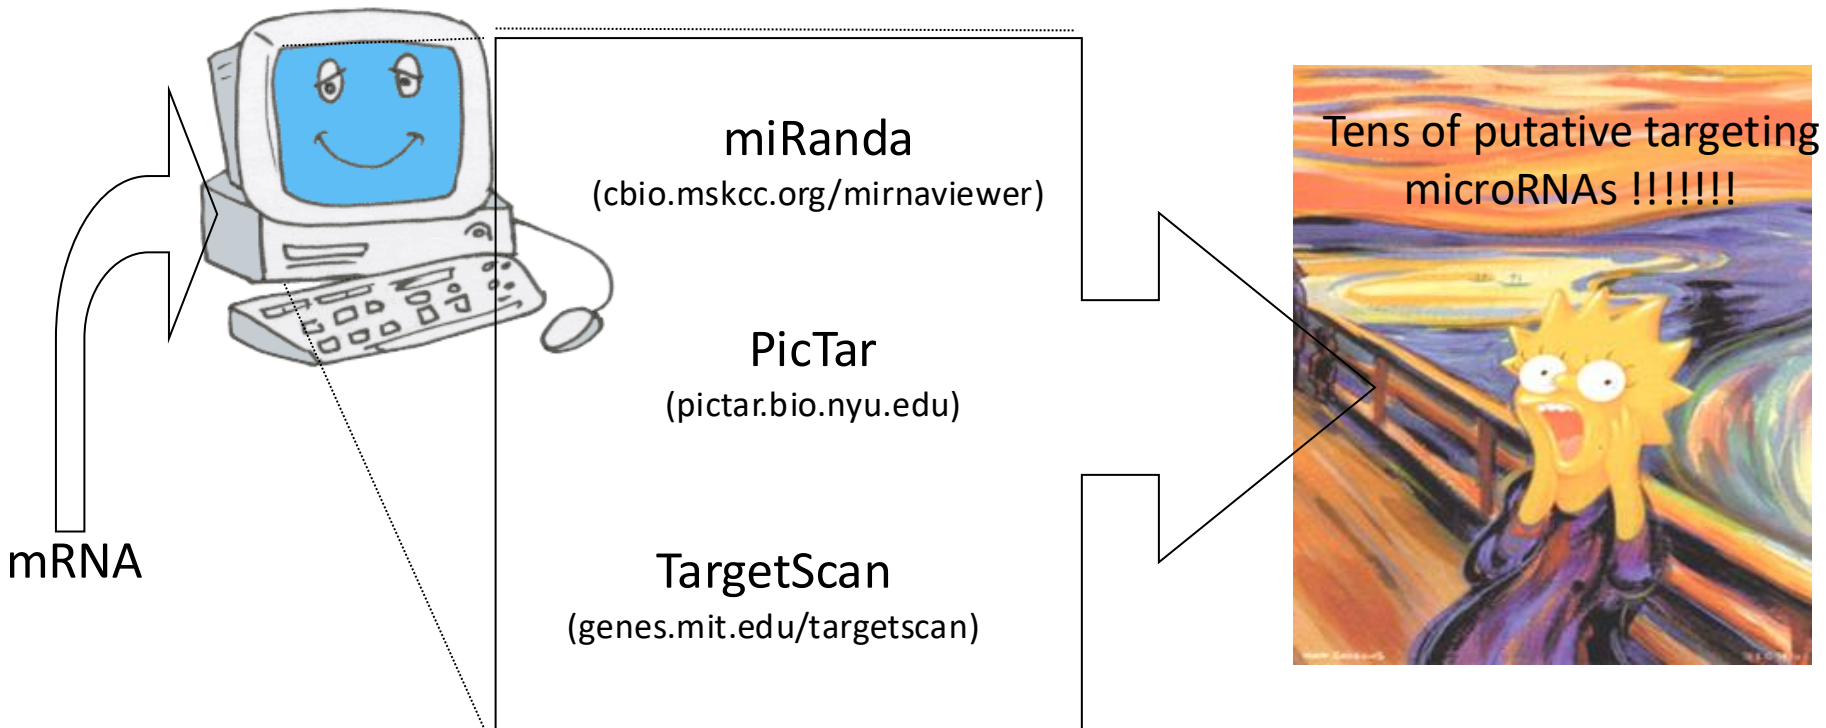 mRNA
miRanda
(cbio.mskcc.org/mirnaviewer)
PicTar
(pictar.bio.nyu.edu)
TargetScan
(genes.mit.edu/targetscan)
Tens of putative targeting
microRNAs !!!!!!!